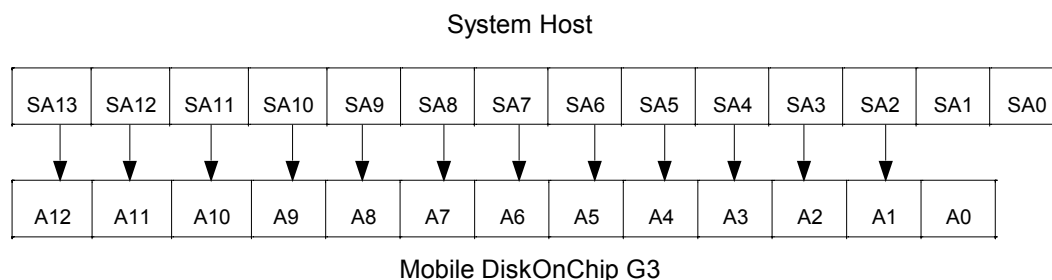 System Host
SA13 SA12 SA11 SA10 SA9 SA8 SA7 SA6 SA5 SA4 SA3 SA2 SA1 SA0
A12 A11 A10 A9 A8 A7 A6 A5 A4 A3 A2 A1 A0
Mobile DiskOnChip G3